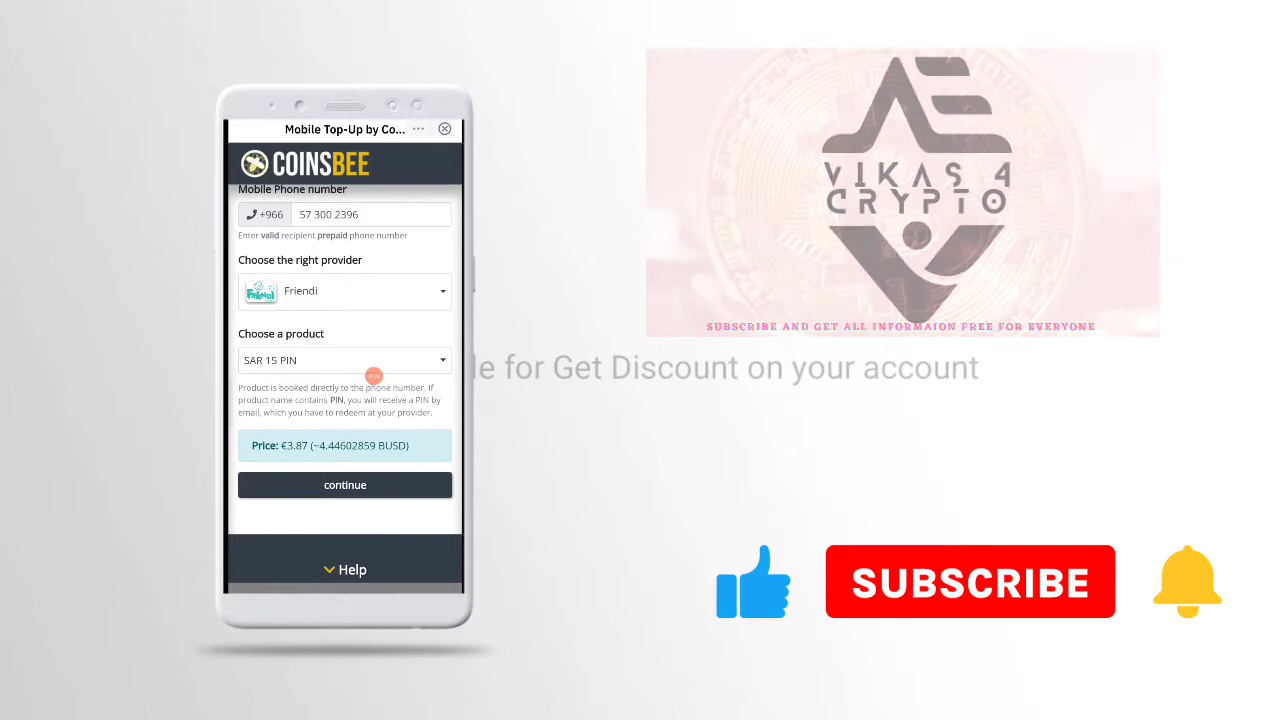 Mobile Top-Up by Co...
COINSBEE
Mobile Phone number
+966 57 300 2396
Enter valid recipient prepaid phone number
Choose the right provider
Friendi
Choose a product
SAR 15 PIN
Product is booked directly to the phone number. If
product name contains PIN, you will receive a PIN by
email, which you have to redeem at your provider.
Price: €3.87 (~4.44602859 BUSD)
continue
Help
VIKAS 4
CRYPTO
SUBSCRIBE AND GET ALL INFORMAION FREE FOR EVERYONE
for Get Discount on your account
SUBSCRIBE